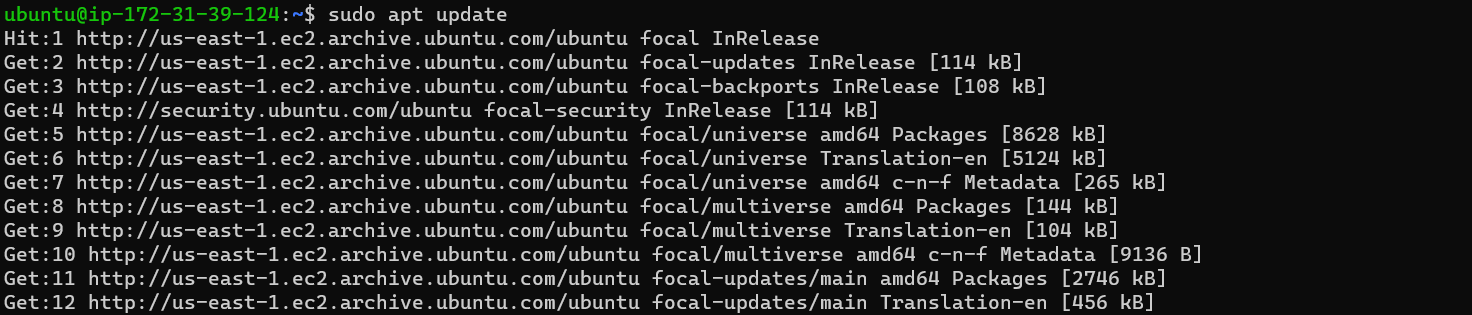 ubuntu@ip-172-31-39-124:~$ sudo apt update
Hit:1 http://us-east-1.ec2.archive.ubuntu.com/ubuntu focal InRelease
Get:2 http://us-east-1.ec2.archive.ubuntu.com/ubuntu focal-updates InRelease [114 kB]
Get:3 http://us-east-1.ec2.archive.ubuntu.com/ubuntu focal-backports InRelease [108 kB]
Get:4 http://security.ubuntu.com/ubuntu focal-security InRelease [114 kB]
Get:5 http://us-east-1.ec2.archive.ubuntu.com/ubuntu focal/universe amd64 Packages [8628 kB]
Get:6 http://us-east-1.ec2.archive.ubuntu.com/ubuntu focal/universe Translation-en [5124 kB]
Get:7 http://us-east-1.ec2.archive.ubuntu.com/ubuntu focal/universe amd64 c-n-f Metadata [265 kB]
Get:8 http://us-east-1.ec2.archive.ubuntu.com/ubuntu focal/multiverse amd64 Packages [144 kB]
Get:9 http://us-east-1.ec2.archive.ubuntu.com/ubuntu focal/multiverse Translation-en [104 kB]
Get:10 http://us-east-1.ec2.archive.ubuntu.com/ubuntu focal/multiverse amd64 c-n-f Metadata [9136 B]
Get:11 http://us-east-1.ec2.archive.ubuntu.com/ubuntu focal-updates/main amd64 Packages [2746 kB]
Get:12 http://us-east-1.ec2.archive.ubuntu.com/ubuntu focal-updates/main Translation-en [456 kB]